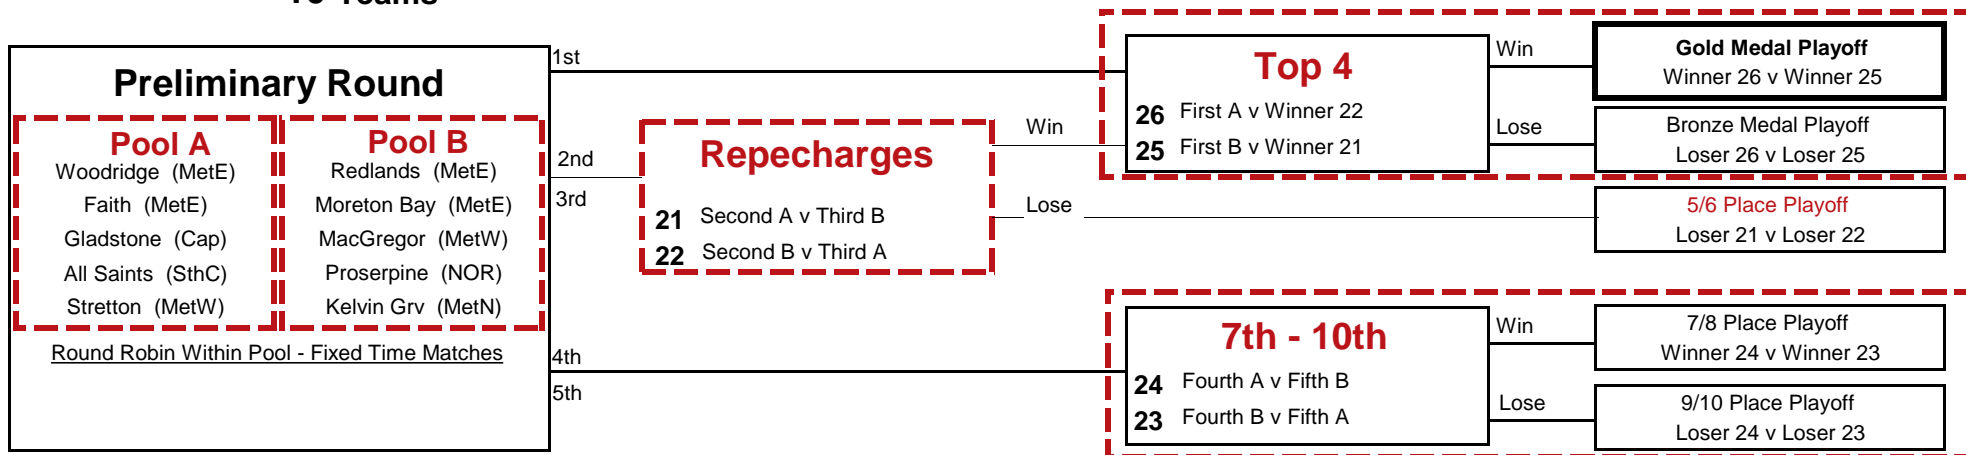 10 Teams
Preliminary Round
Pool A
Woodridge (MetE)
Faith (MetE)
Gladstone (Cap)
All Saints (SthC)
Stretton (MetW)
Pool B
Redlands (MetE)
Moreton Bay (MetE)
MacGregor (MetW)
Proserpine (NOR)
Kelvin Grv (MetN)
Round Robin Within Pool - Fixed Time Matches
1st
2nd
3rd
4th
5th
Repecharges
21 Second A v Third B
22 Second B v Third A
Win
Lose
Top 4
26 First A v Winner 22
25 First B v Winner 21
Win
Lose
Gold Medal Playoff
Winner 26 v Winner 25
Bronze Medal Playoff
Loser 26 v Loser 25
5/6 Place Playoff
Loser 21 v Loser 22
7th - 10th
24 Fourth A v Fifth B
23 Fourth B v Fifth A
Win
Lose
7/8 Place Playoff
Winner 24 v Winner 23
9/10 Place Playoff
Loser 24 v Loser 23